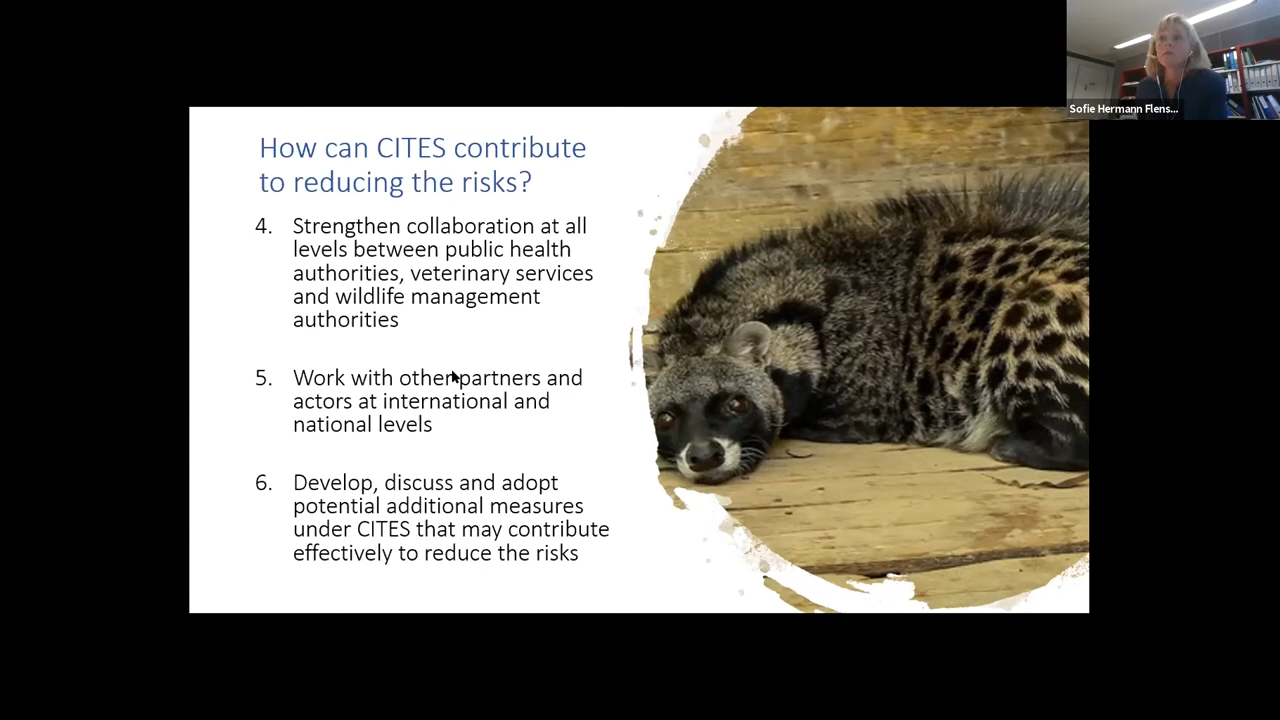 Sofie Hermann Flens...
How can CITES contribute
to reducing the risks?
4. Strengthen collaboration at all
levels between public health
authorities, veterinary services
and wildlife management
authorities
5. Work with other partners and
actors at international and
national levels
6. Develop, discuss and adopt
potential additional measures
under CITES that may contribute
effectively to reduce the risks